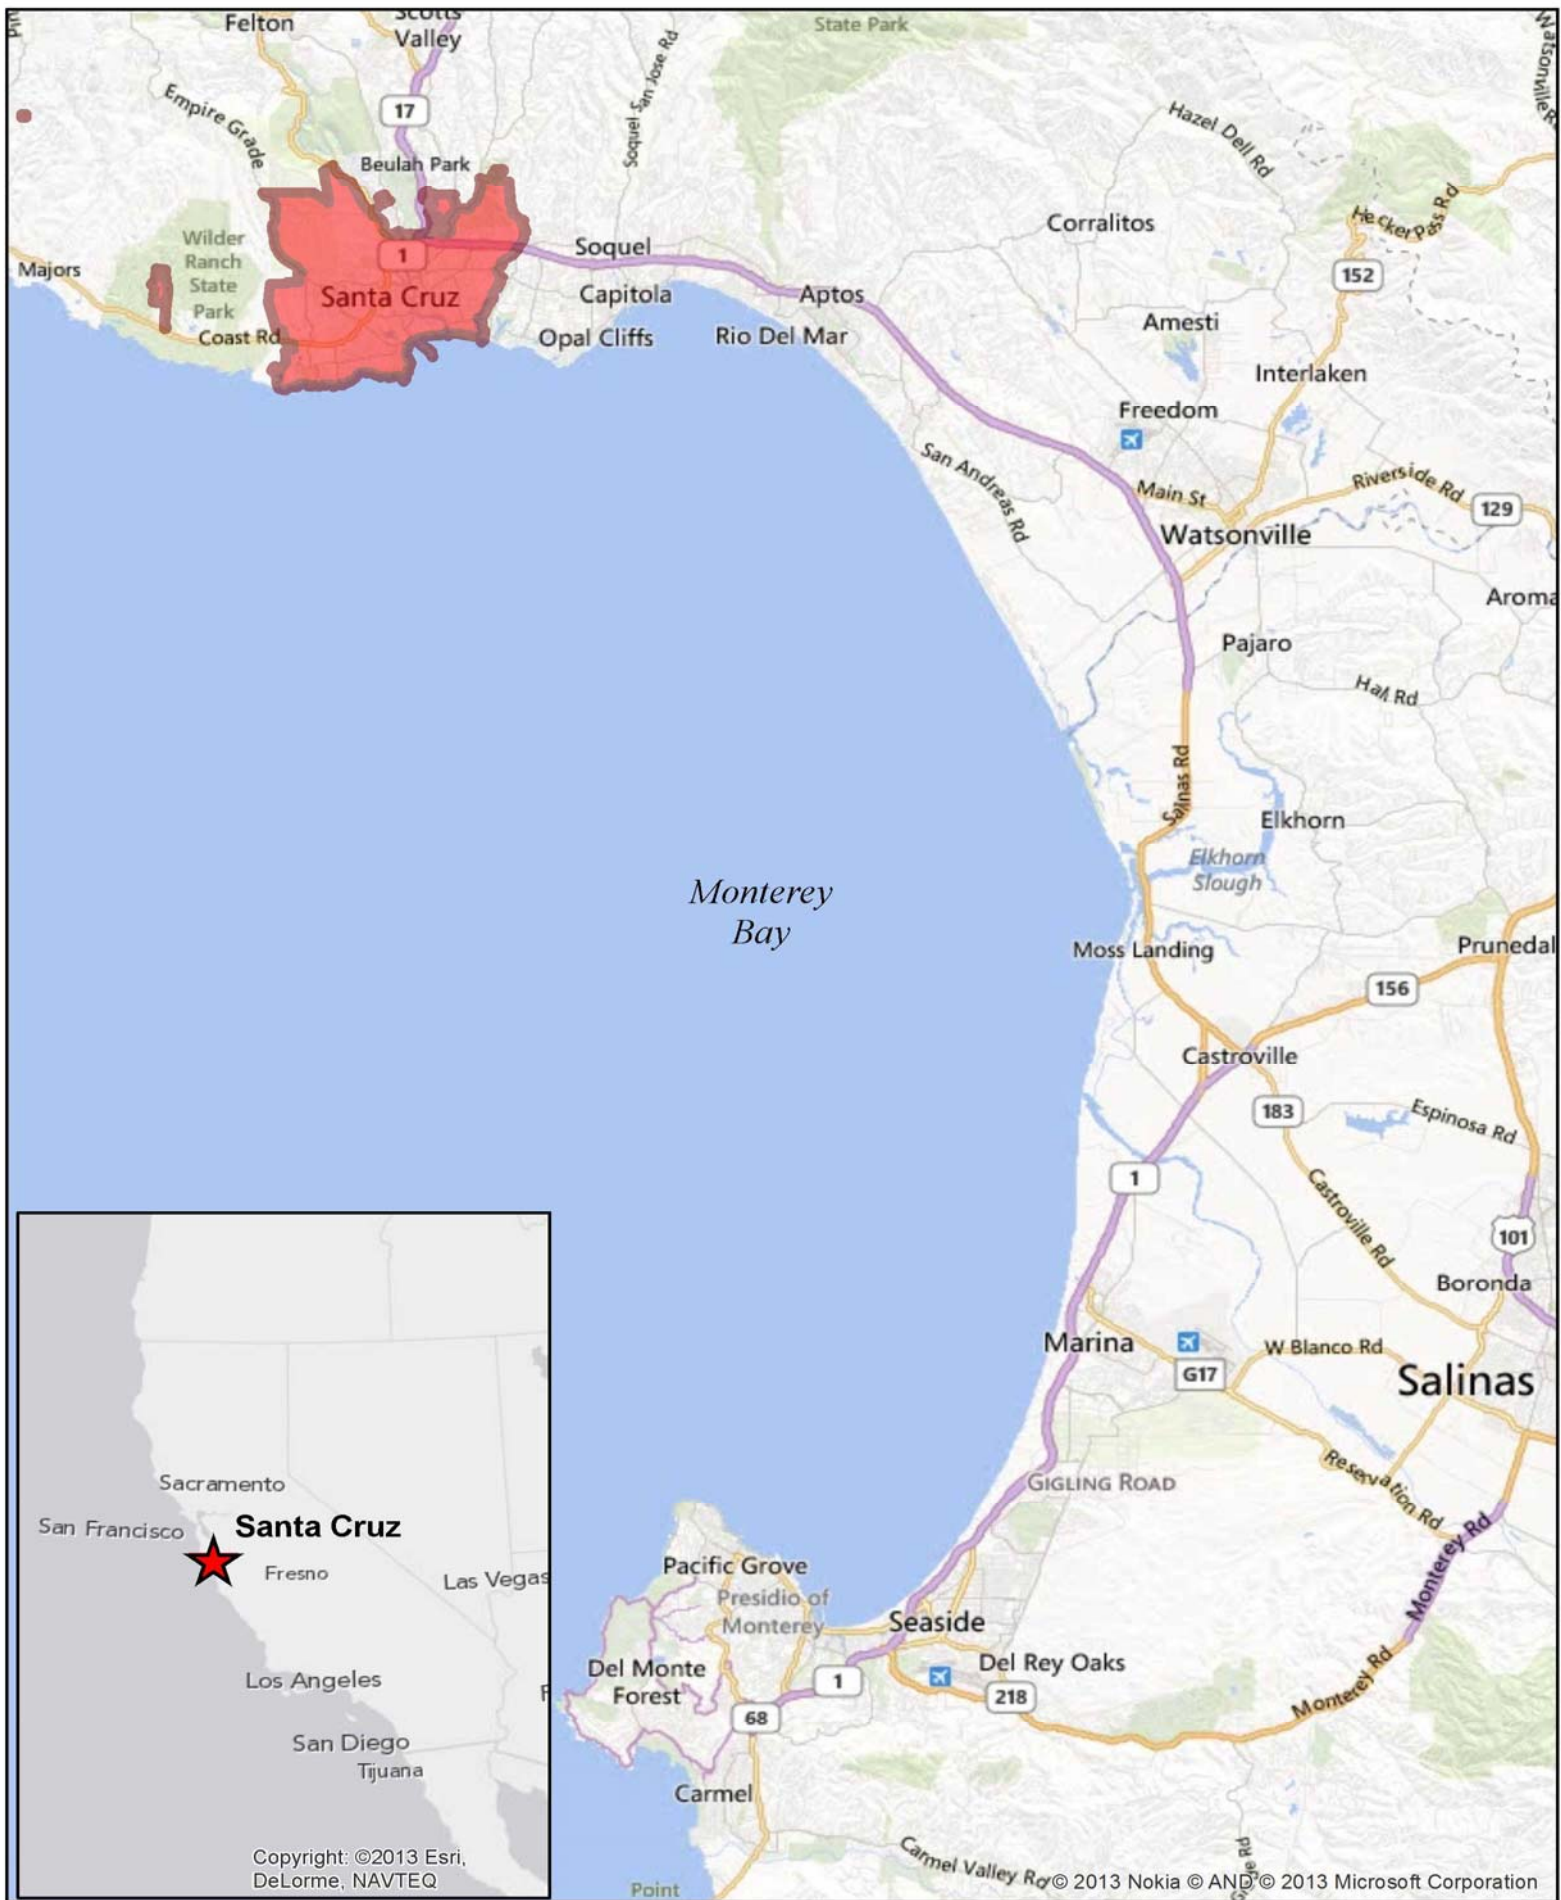 Felton
Scotts
Valley
State Park
17
Empire Grade
Soquel San Jose Rd
Hazel Dell Rd
Beulah Park
Hecker Pass Rd
Corralitos
152
Wilder
Ranch
State
Park
1
Soquel
Majors
Santa Cruz
Capitola
Aptos
Coast Rd
Opal Cliffs
Rio Del Mar
Amesti
Interlaken
Freedom
San Andreas Rd
Main St
Riverside Rd
129
Watsonville
Aroma
Pajaro
Hall Rd
Salinas Rd
Elkhorn
Elkhorn
Slough
Monterey
Bay
Moss Landing
Prunedal
156
Castroville
183
Espinosa Rd
1
Castroville Rd
101
Boronda
Marina
W Blanco Rd
G17
Salinas
Reservation Rd
GIGLING ROAD
Monterey Rd
Pacific Grove
Presidio of
Monterey
Seaside
Del Monte
Forest
Del Rey Oaks
1
218
68
Monterey Rd
Carmel
Carmel Valley Rd
Point
© 2013 Nokia © AND © 2013 Microsoft Corporation
Sacramento
San Francisco
Santa Cruz
Fresno
Las Vegas
Los Angeles
San Diego
Tijuana
Copyright: ©2013 Esri,
DeLorme, NAVTEQ